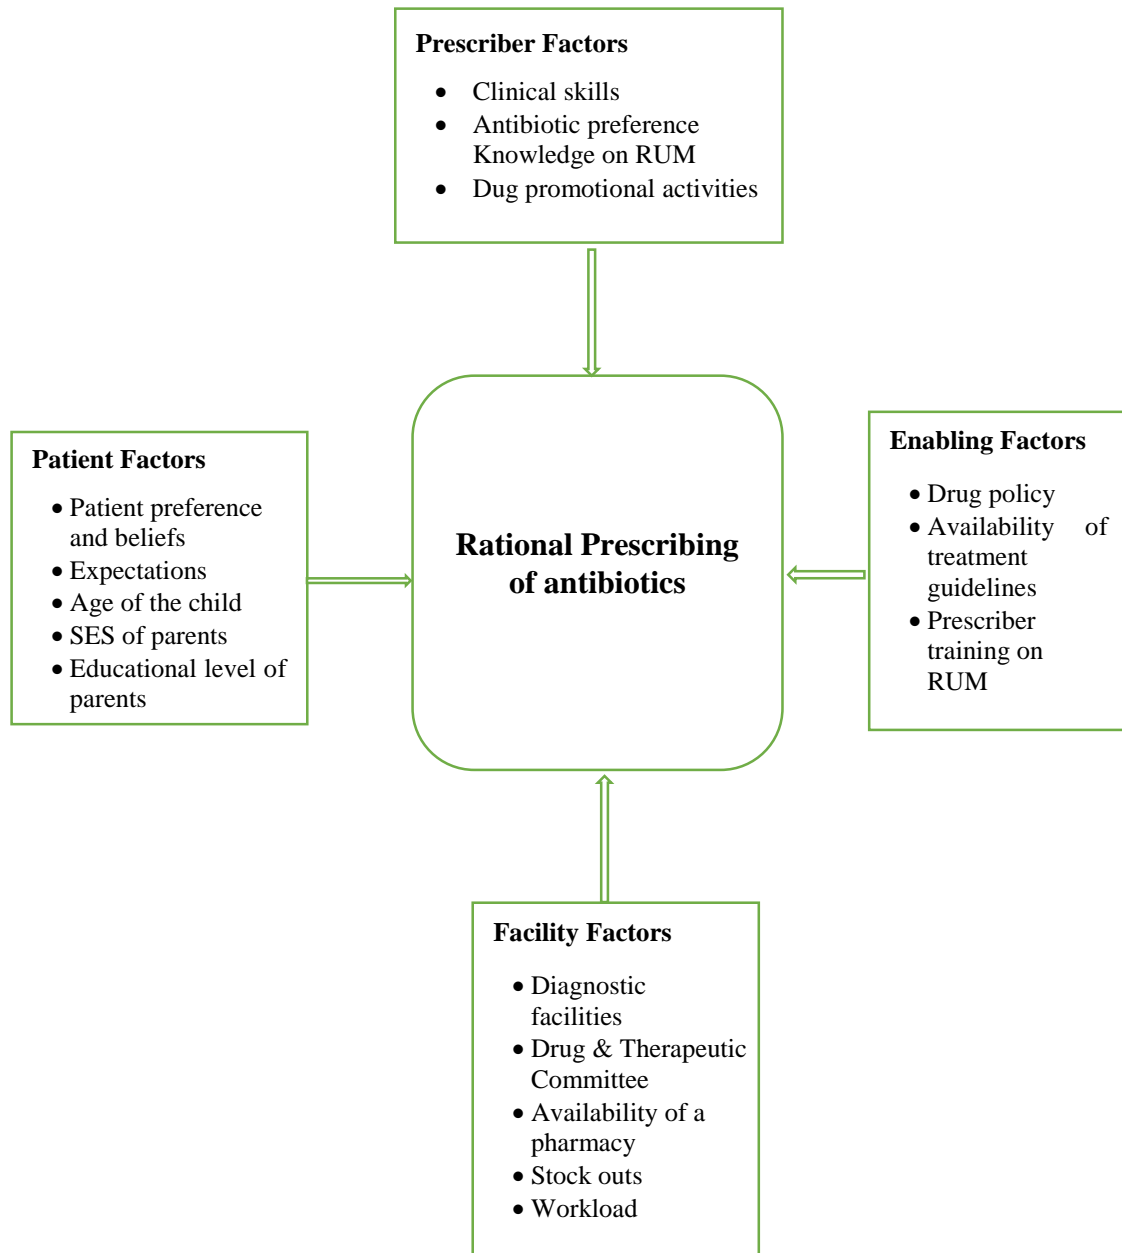 Prescriber Factors
• Clinical skills
• Antibiotic preference
Knowledge on RUM
• Dug promotional activities
Patient Factors
• Patient preference
and beliefs
• Expectations
• Age of the child
• SES of parents
• Educational level of
parents
Rational Prescribing
of antibiotics
Enabling Factors
• Drug policy
• Availability of
treatment
guidelines
• Prescriber
training on
RUM
Facility Factors
• Diagnostic
facilities
• Drug & Therapeutic
Committee
• Availability of a
pharmacy
• Stock outs
• Workload